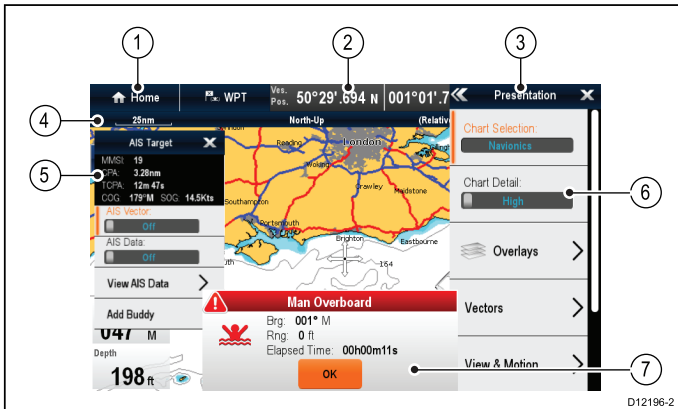 1
2
3
Home
WPT
Ves. Pos. 50°29'.694 N 001°01'.7
Presentation
4
25nm
North-Up
(Relativ
AIS Target
5
MMSI: 19
CPA: 3.28nm
TCPA: 12m 47s
COG: 179°M SOG: 14.5Kts
AIS Vector:
Off
AIS Data:
Off
View AIS Data
Add Buddy
047 M
Depth
198 ft
Reading
London
Woking
Crawley
Maidstone
Southampton
Portsmouth
Brighton
Eastbourne
164
Chart Selection:
Navionics
Chart Detail:
High
6
Overlays
Vectors
View & Motion
Man Overboard
Brg: 001° M
Rng: 0 ft
Elapsed Time: 00h00m11s
OK
7
D12196-2